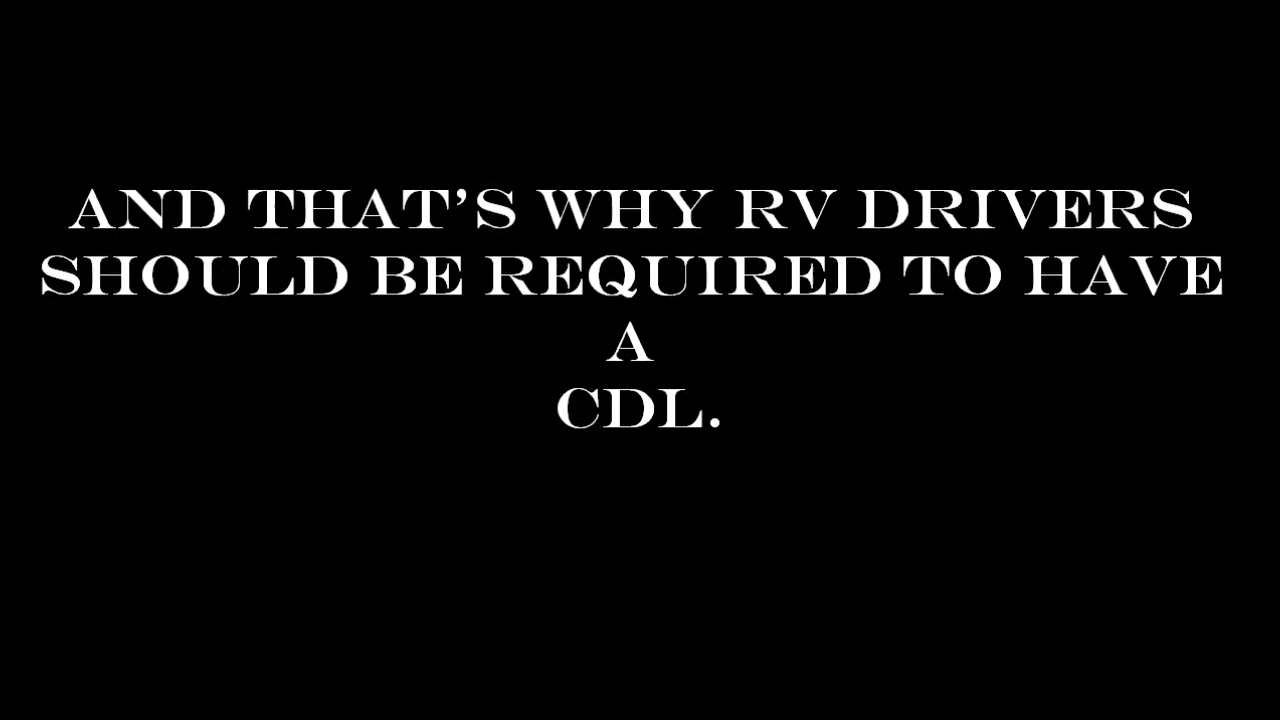 AND THAT'S WHY RV DRIVERS
SHOULD BE REQUIRED TO HAVE
A
CDL.